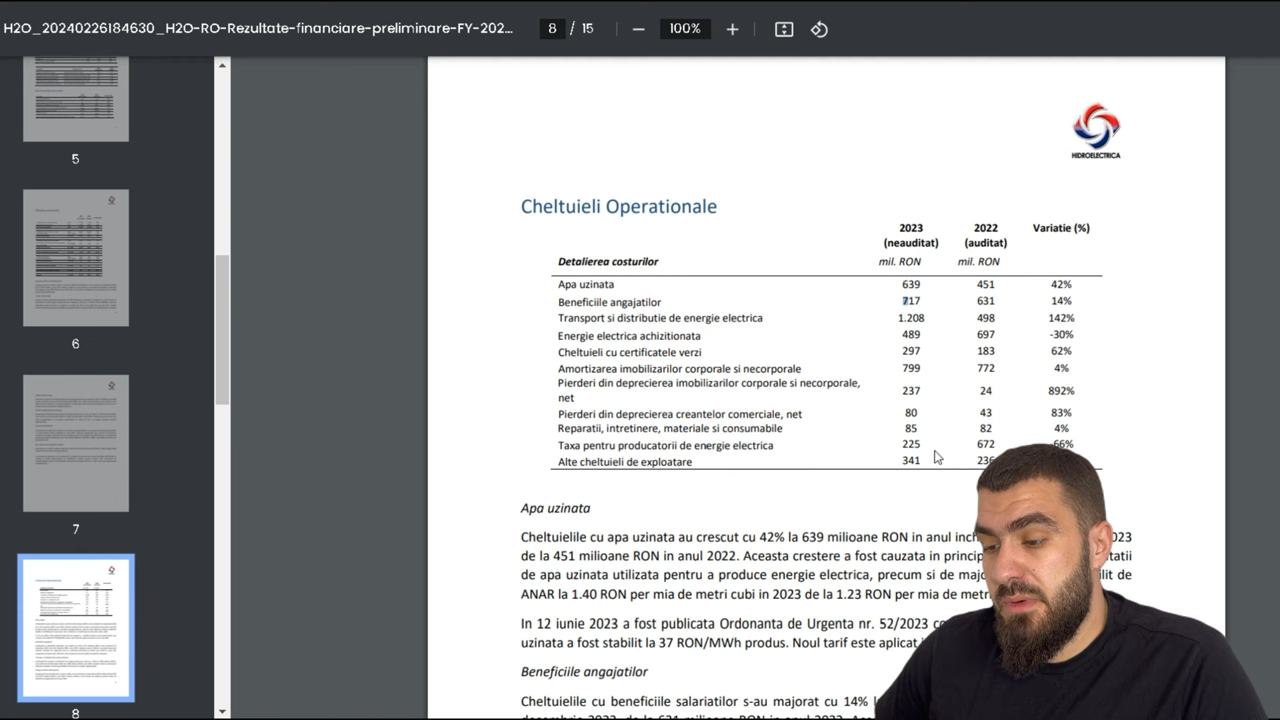 H2O_20240226184630_H2O-RO-Rezultate-financiare-preliminare-FY-202... 8 / 15 100%
5
6
7
8
HIDROELECTRICA
Cheltuieli Operationale
2023 2022 Variatie (%)
(neauditat) (auditat)
Detalierea costurilor mil. RON mil. RON
Apa uzinata 639 451 42%
Beneficiile angajatilor 717 631 14%
Transport si distributie de energie electrica 1.208 498 142%
Energie electrica achizitionata 489 697 -30%
Cheltuieli cu certificatele verzi 297 183 62%
Amortizarea imobilizarilor corporale si necorporale 799 772 4%
Pierderi din deprecierea imobilizarilor corporale si necorporale,
net 237 24 892%
Pierderi din deprecierea creantelor comerciale, net 80 43 83%
Reparatii, intretinere, materiale si consumabile 85 82 4%
Taxa pentru producatorii de energie electrica 225 672 -66%
Alte cheltuieli de exploatare 341 236
Apa uzinata
Cheltuielile cu apa uzinata au crescut cu 42% la 639 milioane RON in anul
de la 451 milioane RON in anul 2022. Aceasta crestere a fost cauzata in
de apa uzinata utilizata pentru a produce energie electrica, precum si de de
ANAR la 1.40 RON per mia de metri cubi in 2023 de la 1.23 RON per mia de
In 12 iunie 2023 a fost publicata Ordonanta de Urgenta nr. 52/2023
uzinata a fost stabilit la 37 RON/MWh produs. Noul tarif este
Beneficiile angajatilor
Cheltuielile cu beneficiile salariatilor s-au majorat cu 14%